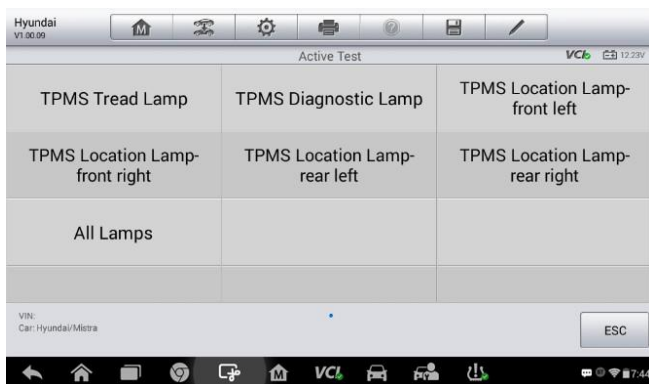 Hyundai
V1.00.09
M
?
Active Test
VCI
12.23V
TPMS Tread Lamp
TPMS Diagnostic Lamp
TPMS Location Lamp-
front left
TPMS Location Lamp-
front right
TPMS Location Lamp-
rear left
TPMS Location Lamp-
rear right
All Lamps
VIN:
Car: Hyundai/Mistra
ESC
M
VCI
7:44